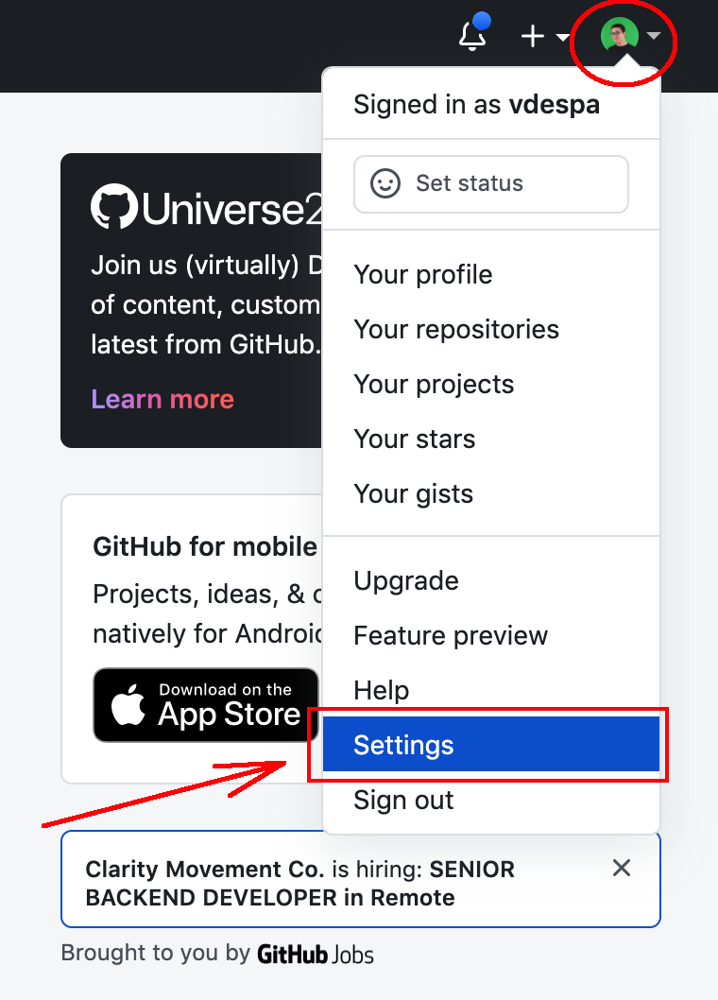 Signed in as vdespa
Set status
Your profile
Your repositories
Your projects
Your stars
Your gists
Upgrade
Feature preview
Help
Settings
Sign out
Universe2
Join us (virtually) D
of content, custom
latest from GitHub.
Learn more
GitHub for mobile
Projects, ideas, & c
natively for Android
Download on the
App Store
Clarity Movement Co. is hiring: SENIOR
BACKEND DEVELOPER in Remote
Brought to you by GitHub Jobs